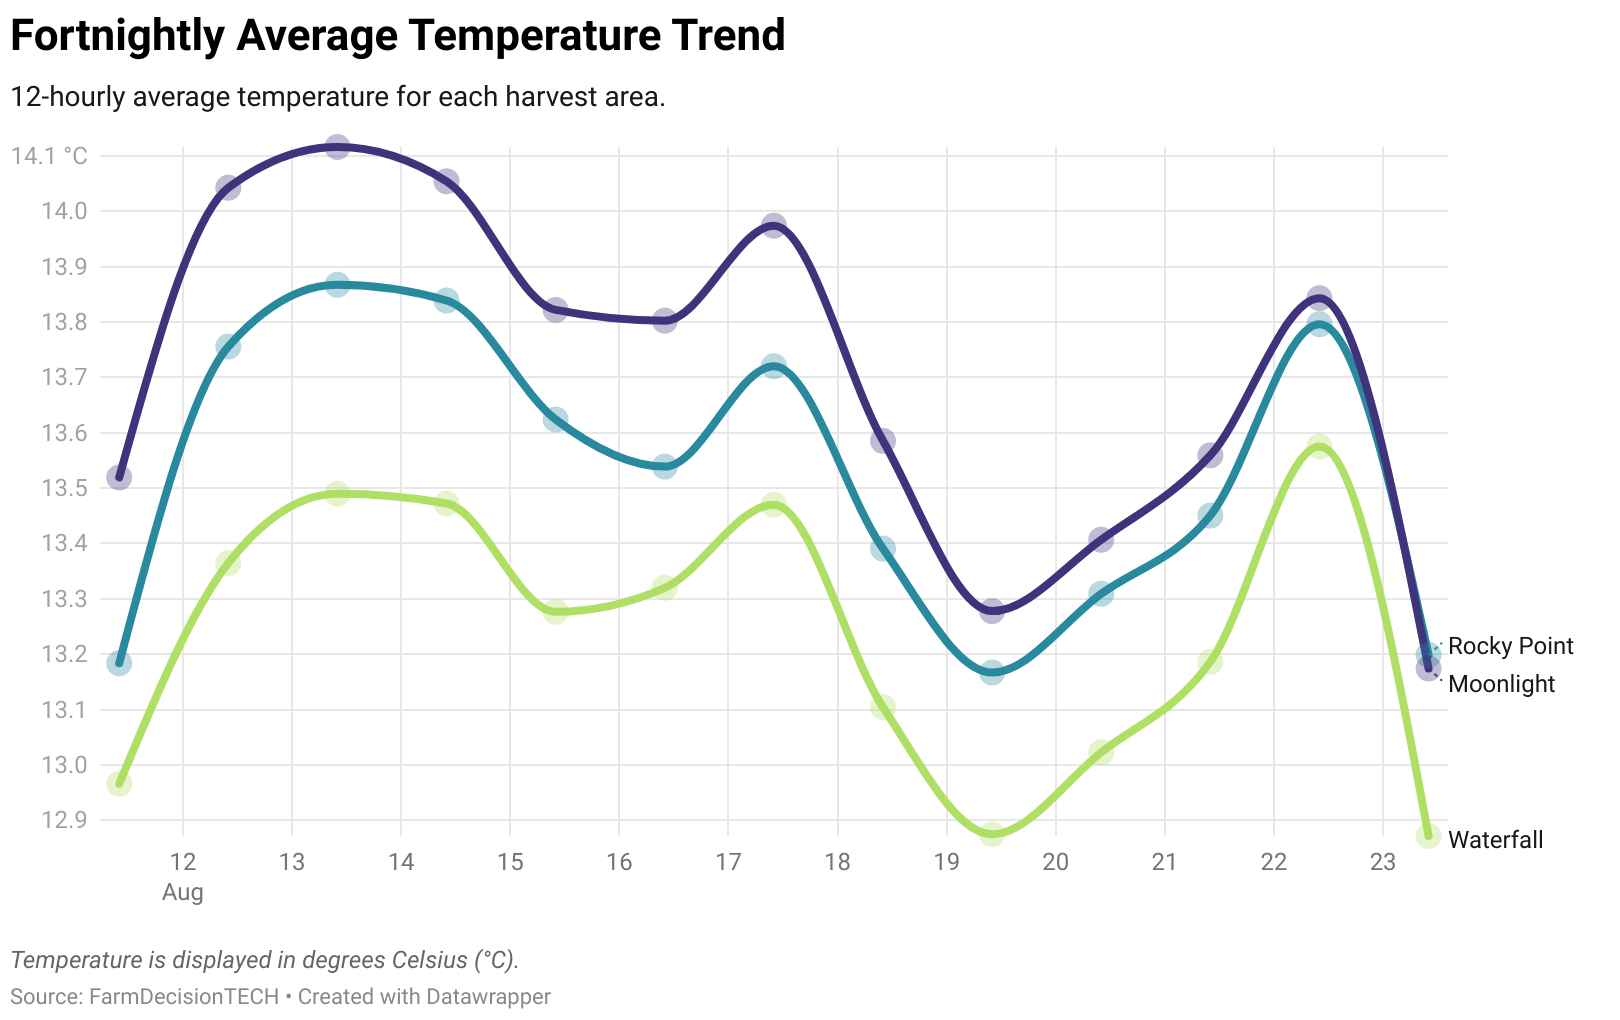 Fortnightly Average Temperature Trend
12-hourly average temperature for each harvest area.
14.1 °C
14.0
13.9
13.8
13.7
13.6
13.5
13.4
13.3
13.2
13.1
13.0
12.9
Rocky Point
Moonlight
Waterfall
12 13 14 15 16 17 18 19 20 21 22 23
Aug
Temperature is displayed in degrees Celsius (°C).
Source: FarmDecisionTECH • Created with Datawrapper